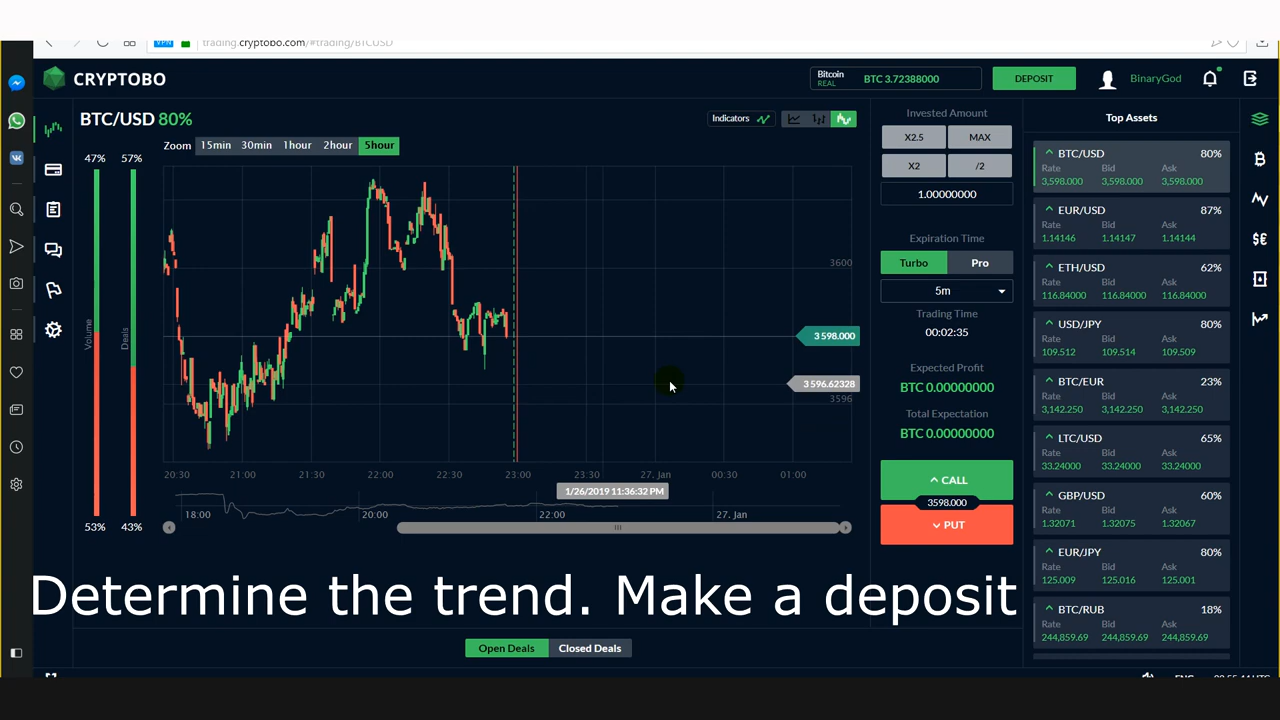 VPN trading.cryptobo.com/#trading/BTCUSD
CRYPTOBO
Bitcoin
REAL
BTC 3.72388000
DEPOSIT
BinaryGod
BTC/USD 80%
Indicators
Zoom 15min 30min 1hour 2hour 5hour
47% 57%
Volume
Deals
53% 43%
3600
3 598.000
3 596.62328
3596
20:30 21:00 21:30 22:00 22:30 23:00 23:30 27. Jan 00:30 01:00
1/26/2019 11:36:32 PM
18:00 20:00 22:00 27. Jan
Invested Amount
X2.5 MAX
X2 /2
1.00000000
Expiration Time
Turbo Pro
5m
Trading Time
00:02:35
Expected Profit
BTC 0.00000000
Total Expectation
BTC 0.00000000
CALL
3598.000
PUT
Top Assets
BTC/USD 80%
Rate Bid Ask
3,598.000 3,598.000 3,598.000
EUR/USD 87%
Rate Bid Ask
1.14146 1.14147 1.14144
ETH/USD 62%
Rate Bid Ask
116.84000 116.84000 116.84000
USD/JPY 80%
Rate Bid Ask
109.512 109.514 109.509
BTC/EUR 23%
Rate Bid Ask
3,142.250 3,142.250 3,142.250
LTC/USD 65%
Rate Bid Ask
33.24000 33.24000 33.24000
GBP/USD 60%
Rate Bid Ask
1.32071 1.32075 1.32067
EUR/JPY 80%
Rate Bid Ask
125.009 125.016 125.001
BTC/RUB 18%
Rate Bid Ask
244,859.69 244,859.69 244,859.69
Determine the trend. Make a deposit
Open Deals Closed Deals